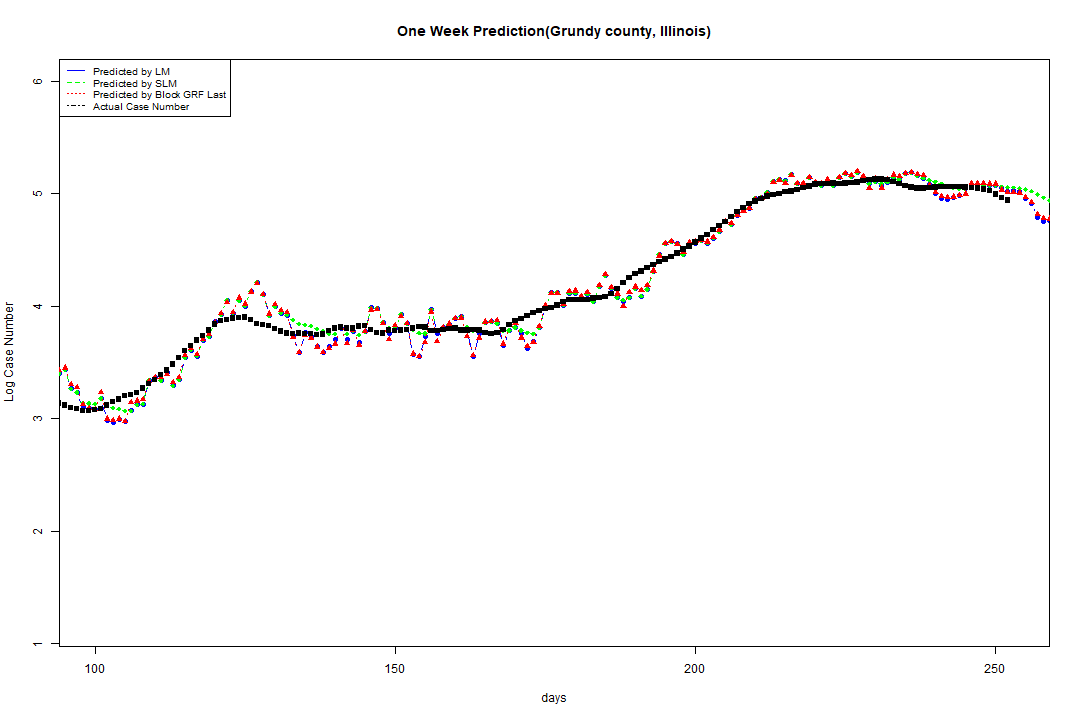 One Week Prediction(Grundy county, Illinois)
Predicted by LM
Predicted by SLM
Predicted by Block GRF Last
Actual Case Number
Log Case Number
6
5
4
3
2
1
100 150 200 250
days